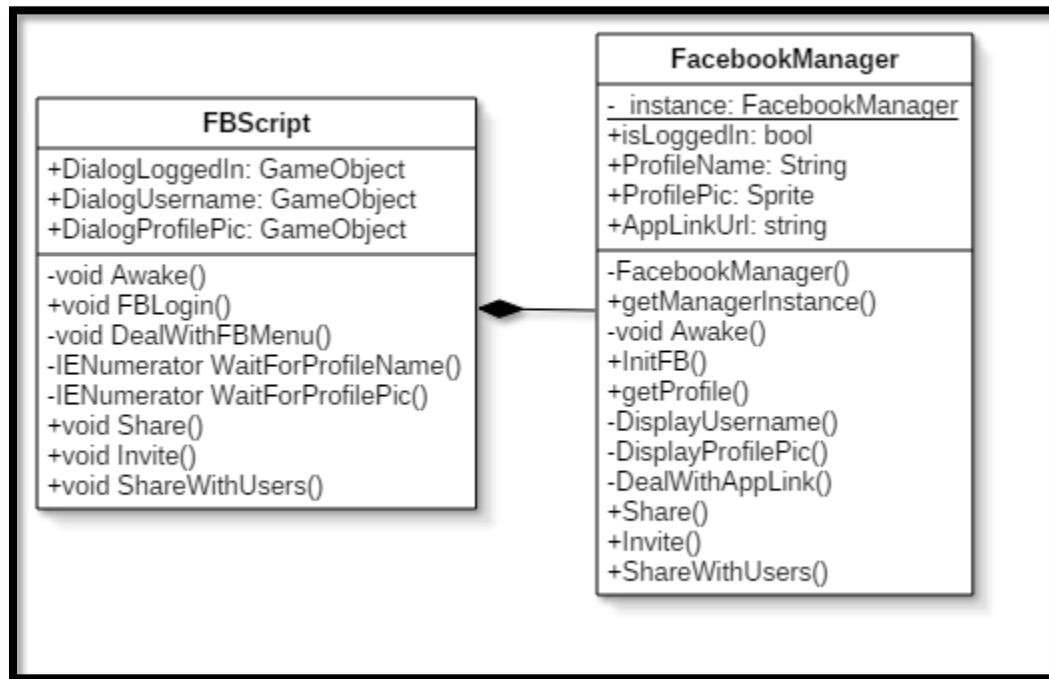 FBScript
+DialogLoggedIn: GameObject
+DialogUsername: GameObject
+DialogProfilePic: GameObject
-void Awake()
+void FBLogin()
-void DealWithFBMenu()
-IENumerator WaitForProfileName()
-IENumerator WaitForProfilePic()
+void Share()
+void Invite()
+void ShareWithUsers()
FacebookManager
-_instance: FacebookManager
+isLoggedIn: bool
+ProfileName: String
+ProfilePic: Sprite
+AppLinkUrl: string
-FacebookManager()
+getManagerInstance()
-void Awake()
+InitFB()
+getProfile()
-DisplayUsername()
-DisplayProfilePic()
-DealWithAppLink()
+Share()
+Invite()
+ShareWithUsers()